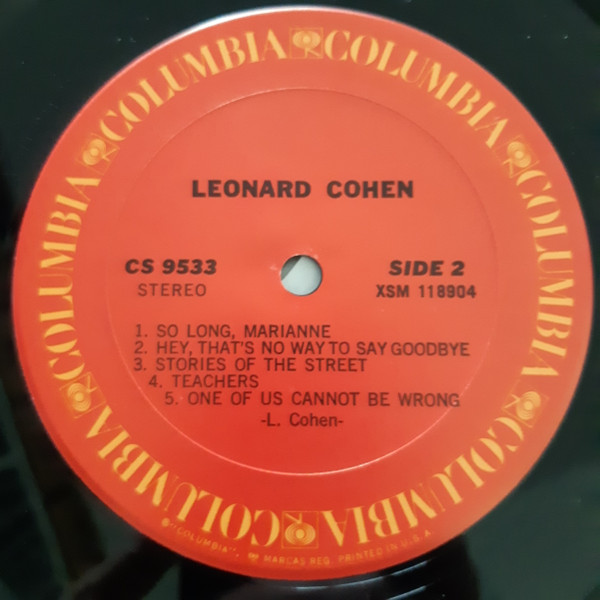 COLUMBIA COLUMBIA COLUMBIA COLUMBIA COLUMBIA COLUMBIA COLUMBIA
LEONARD COHEN
CS 9533
STEREO
SIDE 2
XSM 118904
1. SO LONG, MARIANNE
2. HEY, THAT'S NO WAY TO SAY GOODBYE
3. STORIES OF THE STREET
4. TEACHERS
5. ONE OF US CANNOT BE WRONG
-L. Cohen-
"COLUMBIA", MARCAS REG. PRINTED IN U.S.A.